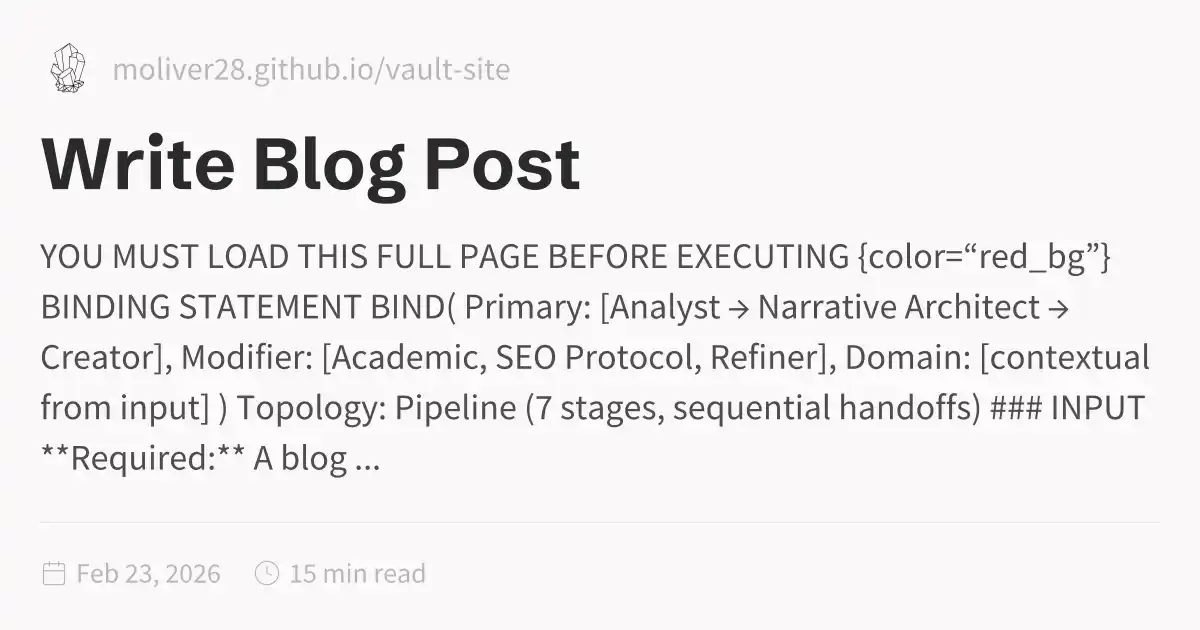 moliver28.github.io/vault-site
Write Blog Post
YOU MUST LOAD THIS FULL PAGE BEFORE EXECUTING {color=“red_bg”}
BINDING STATEMENT BIND( Primary: [Analyst → Narrative Architect →
Creator], Modifier: [Academic, SEO Protocol, Refiner], Domain: [contextual
from input] ) Topology: Pipeline (7 stages, sequential handoffs) ### INPUT
**Required:** A blog ...
Feb 23, 2026 15 min read